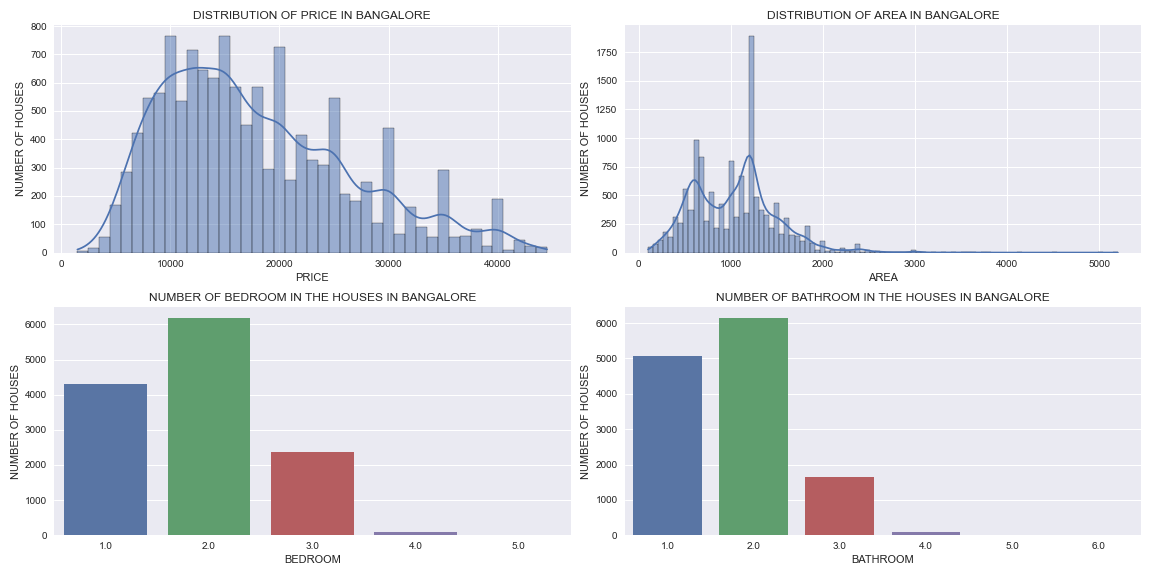 DISTRIBUTION OF PRICE IN BANGALORE
NUMBER OF HOUSES
800
700
600
500
400
300
200
100
0
0 10000 20000 30000 40000
PRICE
DISTRIBUTION OF AREA IN BANGALORE
NUMBER OF HOUSES
1750
1500
1250
1000
750
500
250
0
0 1000 2000 3000 4000 5000
AREA
NUMBER OF BEDROOM IN THE HOUSES IN BANGALORE
NUMBER OF HOUSES
6000
5000
4000
3000
2000
1000
0
1.0 2.0 3.0 4.0 5.0
BEDROOM
NUMBER OF BATHROOM IN THE HOUSES IN BANGALORE
NUMBER OF HOUSES
6000
5000
4000
3000
2000
1000
0
1.0 2.0 3.0 4.0 5.0 6.0
BATHROOM